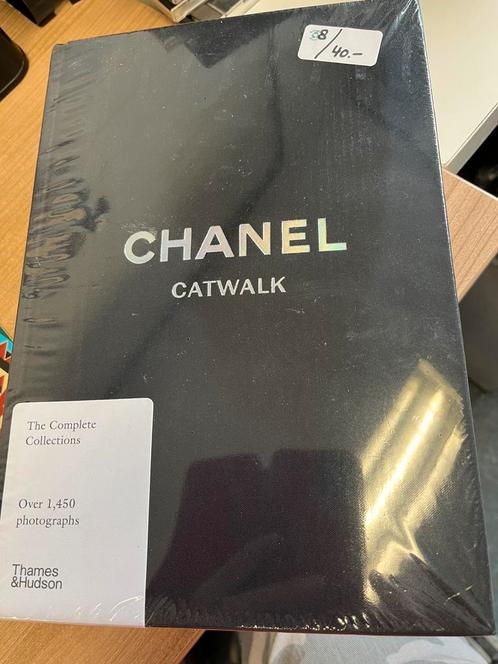 38/40.-
CHANEL
CATWALK
The Complete
Collections
Over 1,450
photographs
Thames
&Hudson